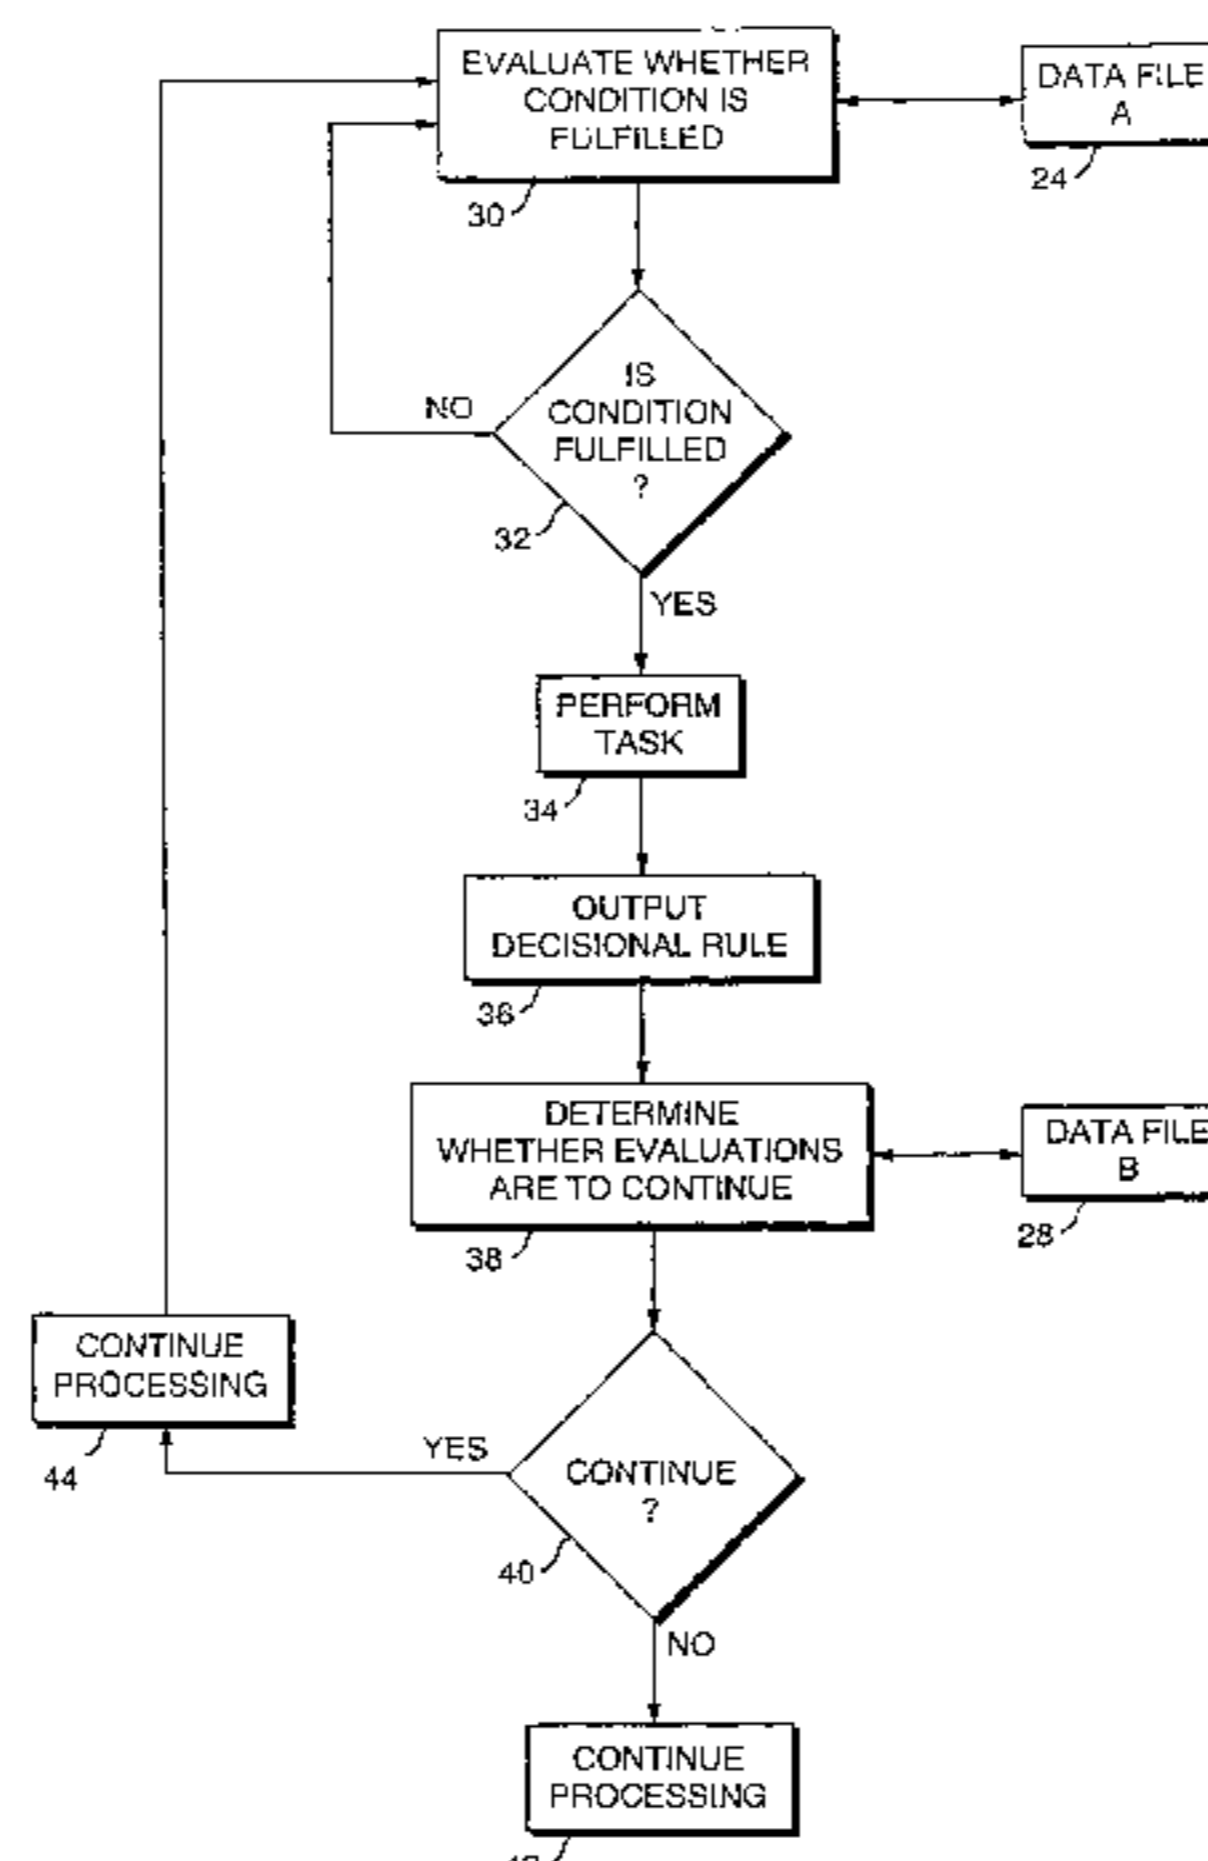 EVALUATE WHETHER
CONDITION IS
FULFILLED
30
DATA FILE
A
24
IS
CONDITION
FULFILLED
?
NO
32
YES
PERFORM
TASK
34
OUTPUT
DECISIONAL RULE
36
DETERMINE
WHETHER EVALUATIONS
ARE TO CONTINUE
38
DATA FILE
B
28
CONTINUE
PROCESSING
44
YES
CONTINUE
?
40
NO
CONTINUE
PROCESSING